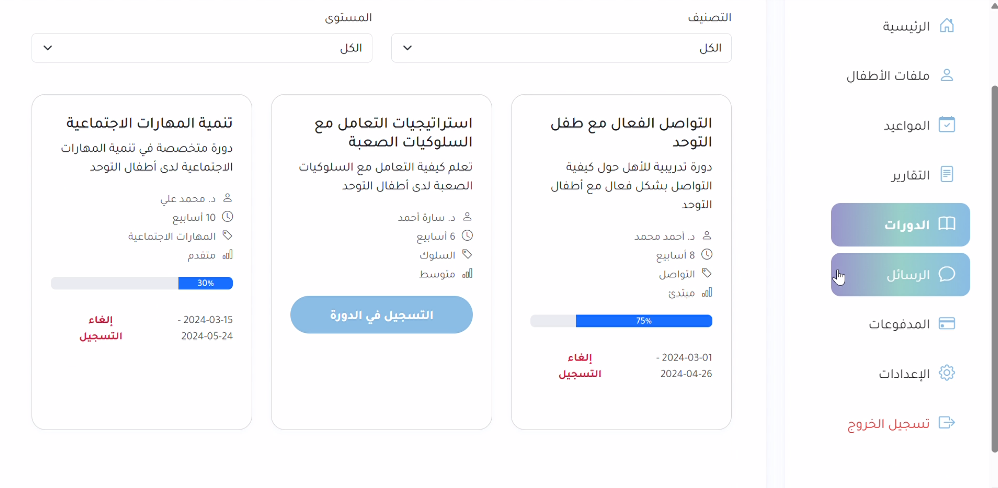 الرئيسية
ملفات الأطفال
المواعيد
التقارير
الدورات
الرسائل
المدفوعات
الإعدادات
تسجيل الخروج
التصنيف
الكل
المستوى
الكل
التواصل الفعال مع طفل
التوحد
دورة تدريبية للأهل حول كيفية
التواصل بشكل فعال مع أطفال
التوحد
د. أحمد محمد
8 أسابيع
التواصل
مبتدئ
75%
2024-03-01 -
2024-04-26
إلغاء
التسجيل
استراتيجيات التعامل مع
السلوكيات الصعبة
تعلم كيفية التعامل مع السلوكيات
الصعبة لدى أطفال التوحد
د. سارة أحمد
6 أسابيع
السلوك
متوسط
التسجيل في الدورة
تنمية المهارات الاجتماعية
دورة متخصصة في تنمية المهارات
الاجتماعية لدى أطفال التوحد
د. محمد علي
10 أسابيع
المهارات الاجتماعية
متقدم
30%
2024-03-15 -
2024-05-24
إلغاء
التسجيل